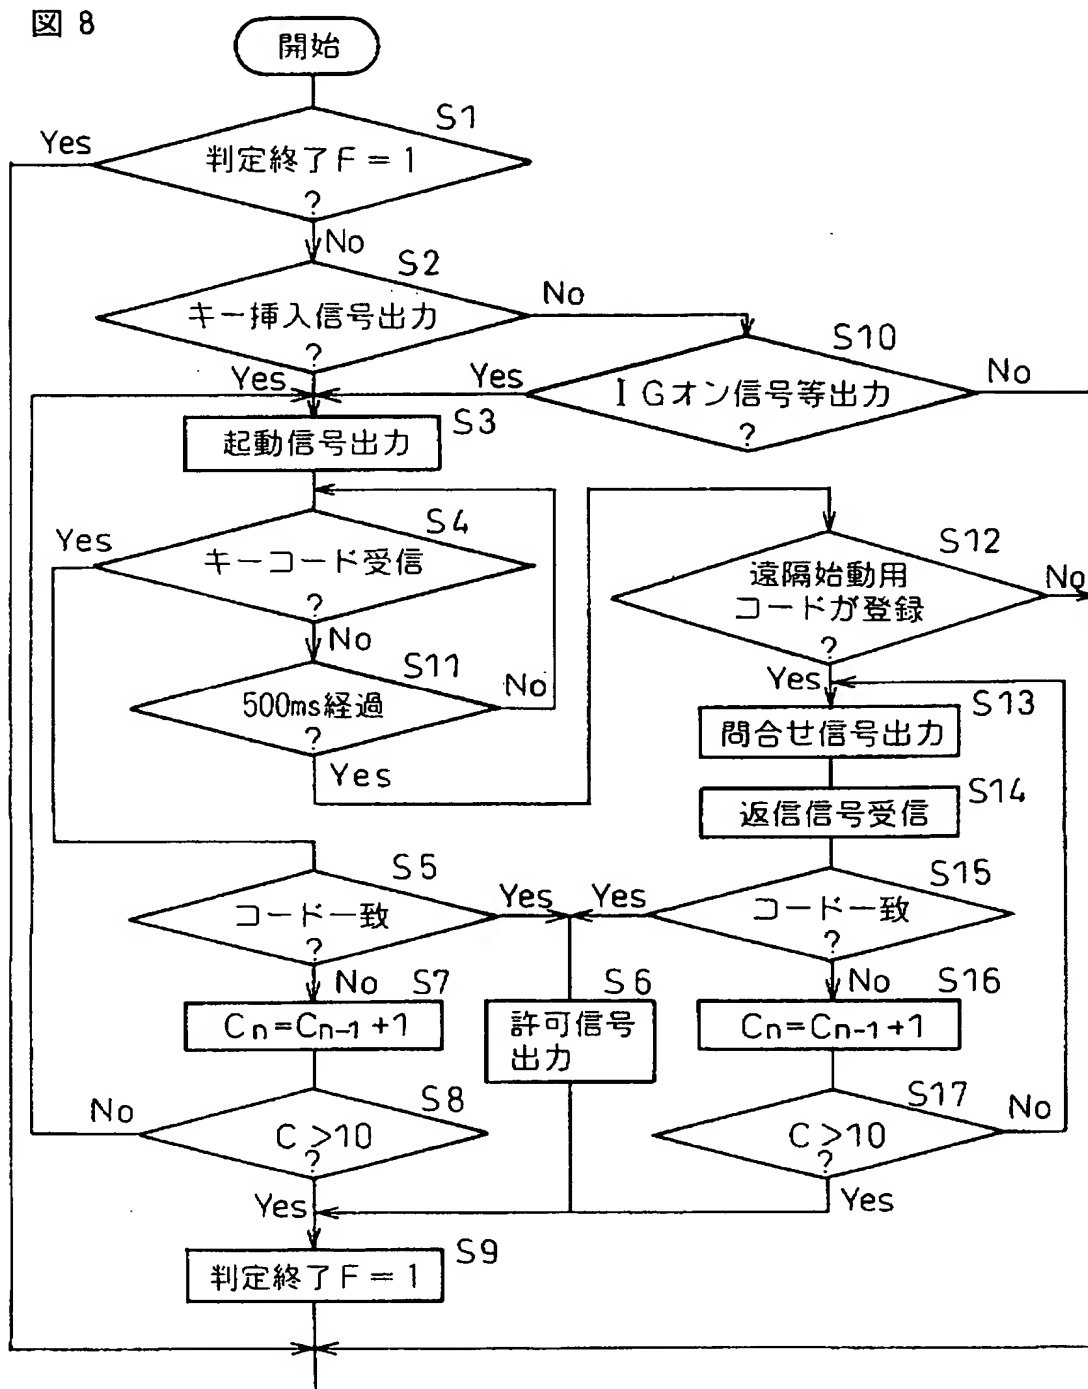 図 8
開始
S1
Yes
判定終了F=1
?
No
S2
キー挿入信号出力
?
No
Yes
S10
Yes
IGオン信号等出力
?
No
S3
起動信号出力
S4
Yes
キーコード受信
?
No
S12
遠隔始動用
コードが登録
?
No
Yes
S11
500ms経過
?
No
Yes
S13
問合せ信号出力
S14
返信信号受信
S5
コード一致
?
Yes
No
S15
Yes
コード一致
?
No
S7
Cn=Cn-1+1
S6
許可信号
出力
S16
Cn=Cn-1+1
S8
No
C>10
?
Yes
S17
C>10
?
No
Yes
S9
判定終了F=1